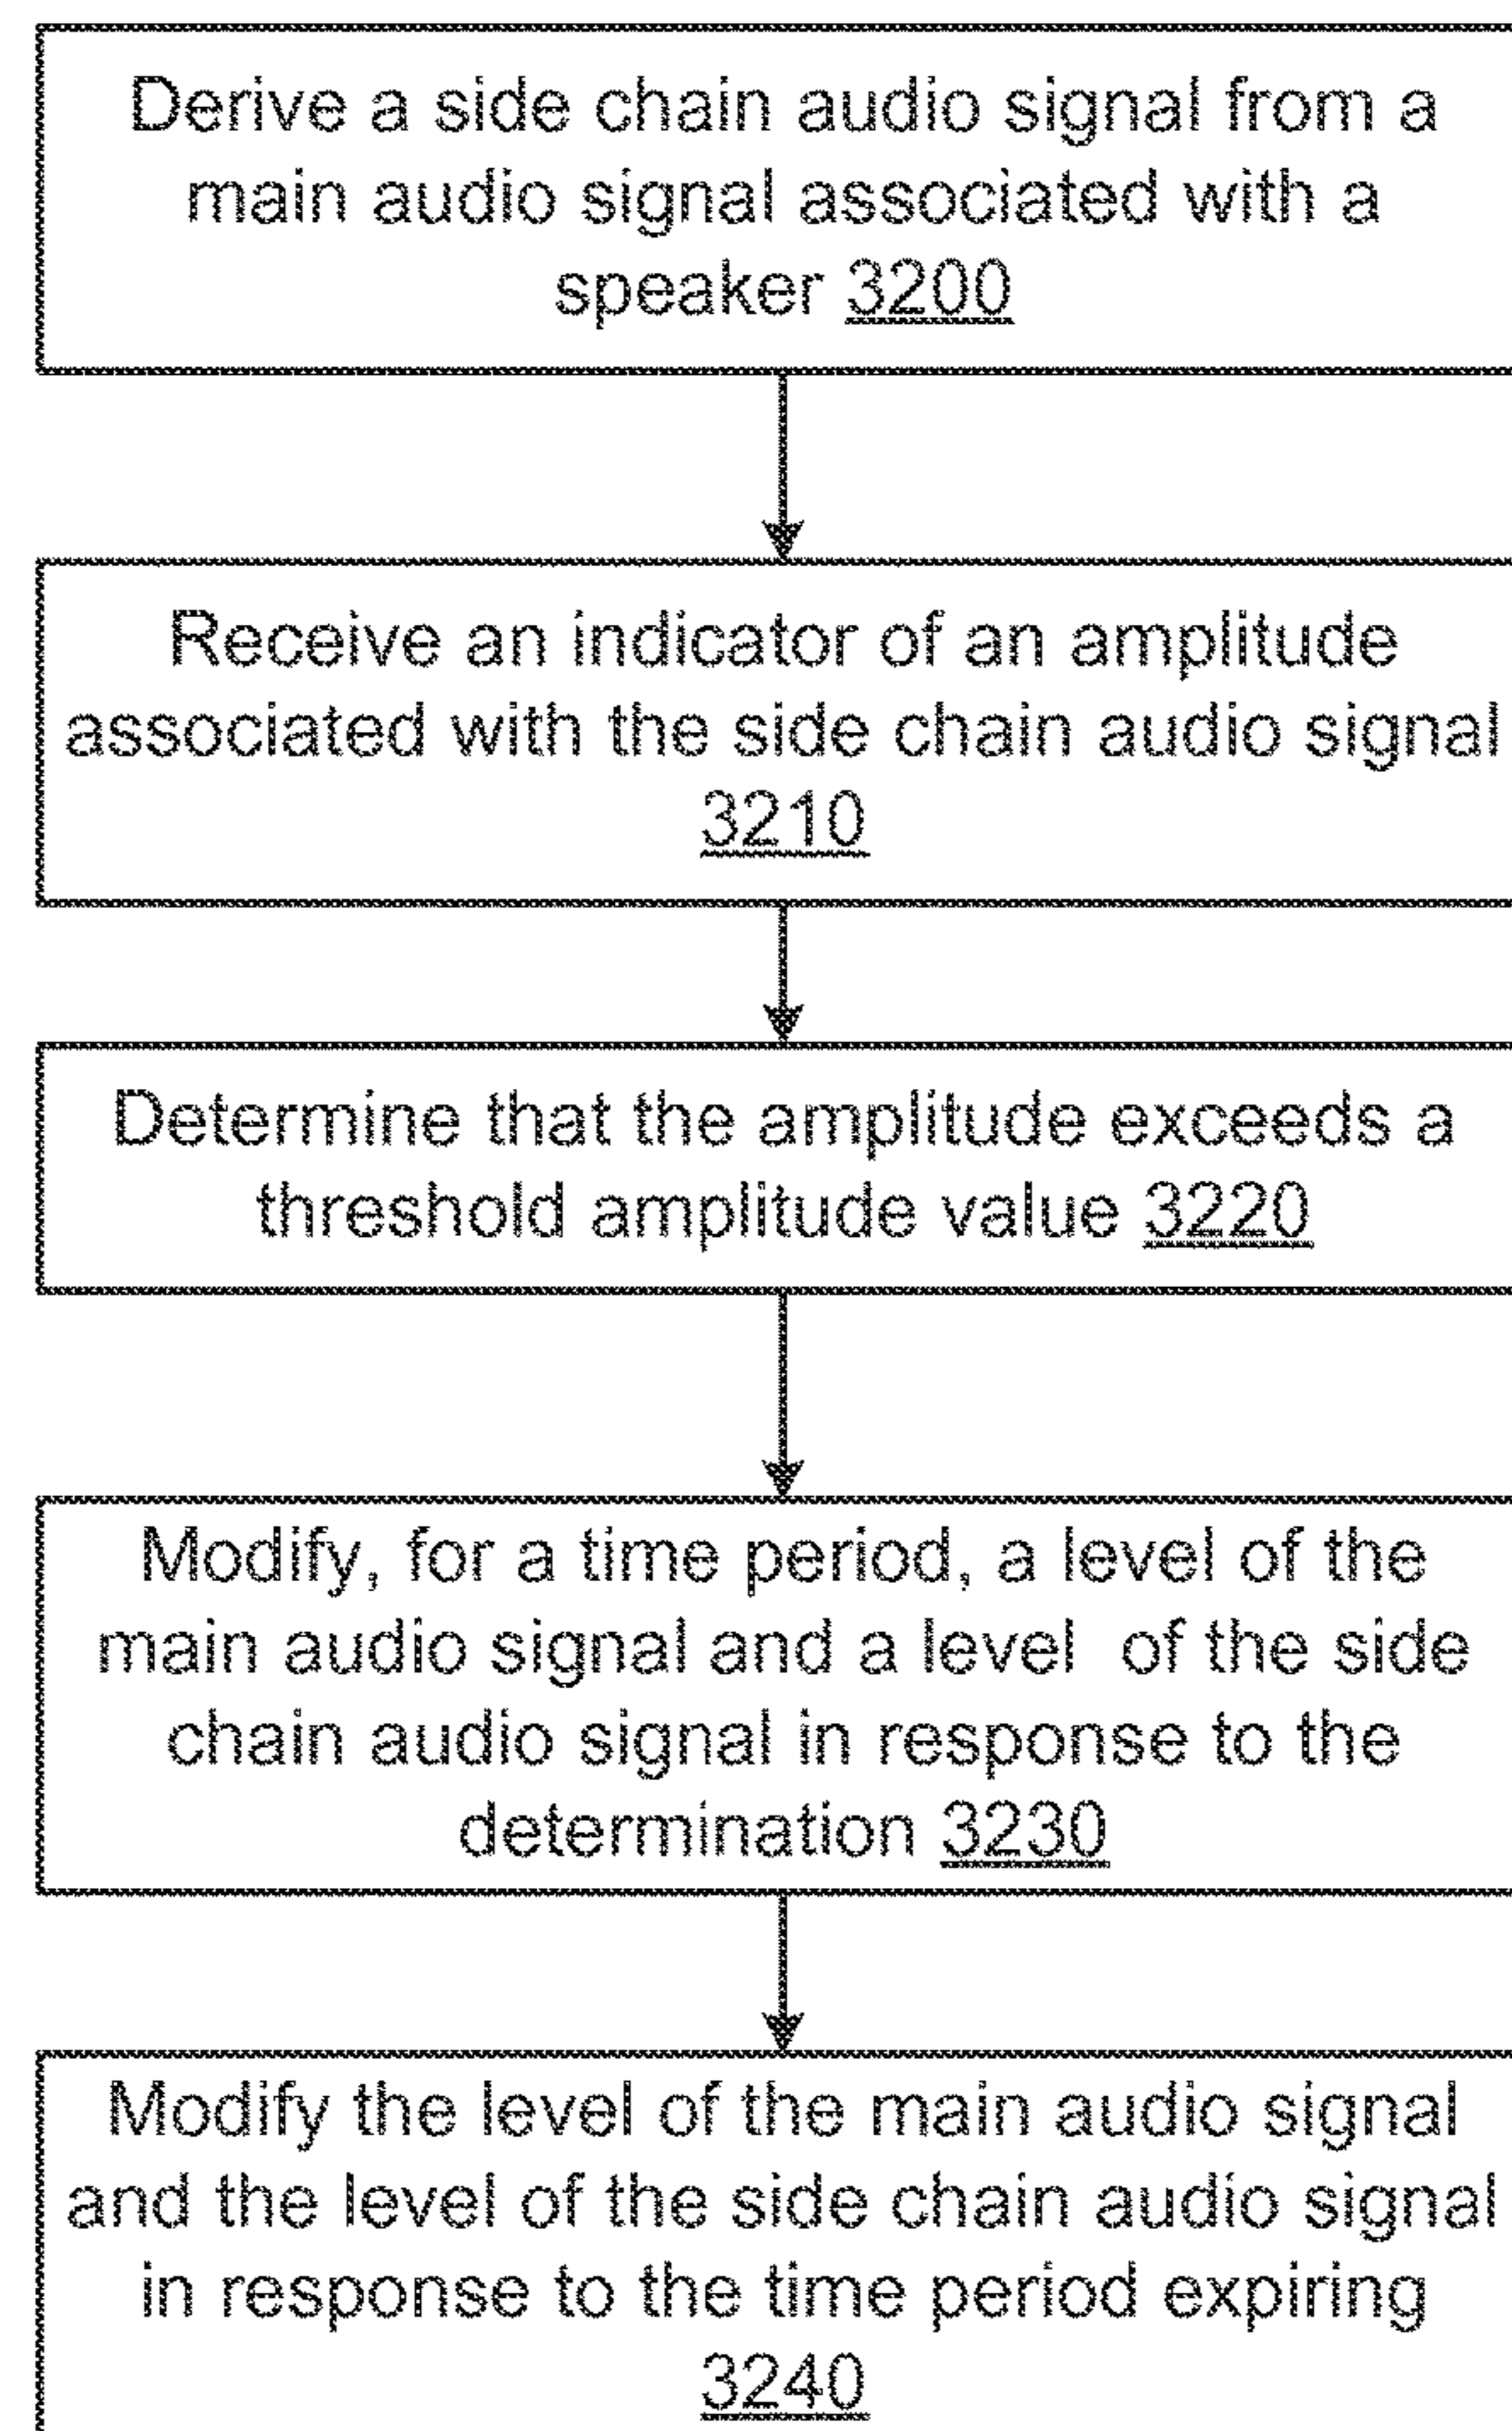 Derive a side chain audio signal from a
main audio signal associated with a
speaker 3200
Receive an indicator of an amplitude
associated with the side chain audio signal
3210
Determine that the amplitude exceeds a
threshold amplitude value 3220
Modify, for a time period, a level of the
main audio signal and a level of the side
chain audio signal in response to the
determination 3230
Modify the level of the main audio signal
and the level of the side chain audio signal
in response to the time period expiring
3240